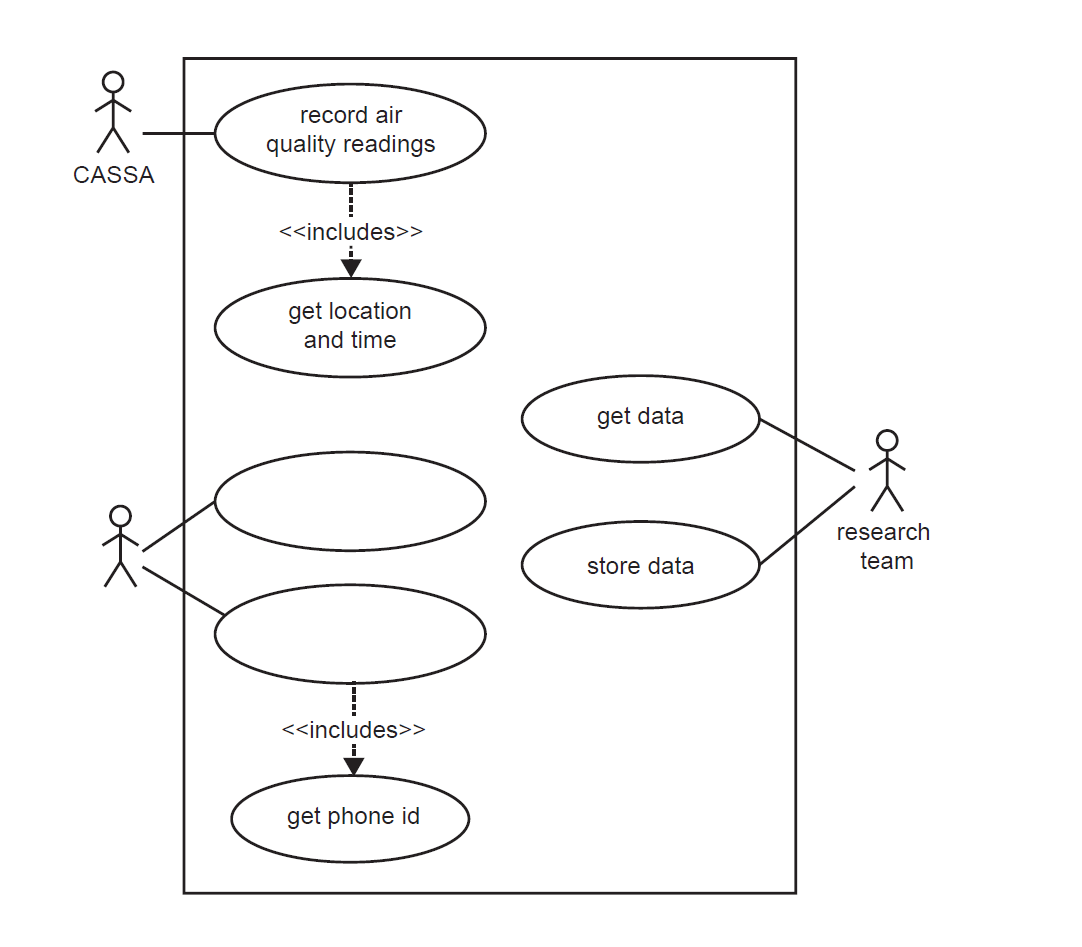 record air
quality readings
CASSA
<<includes>>
get location
and time
get data
research
team
store data
<<includes>>
get phone id